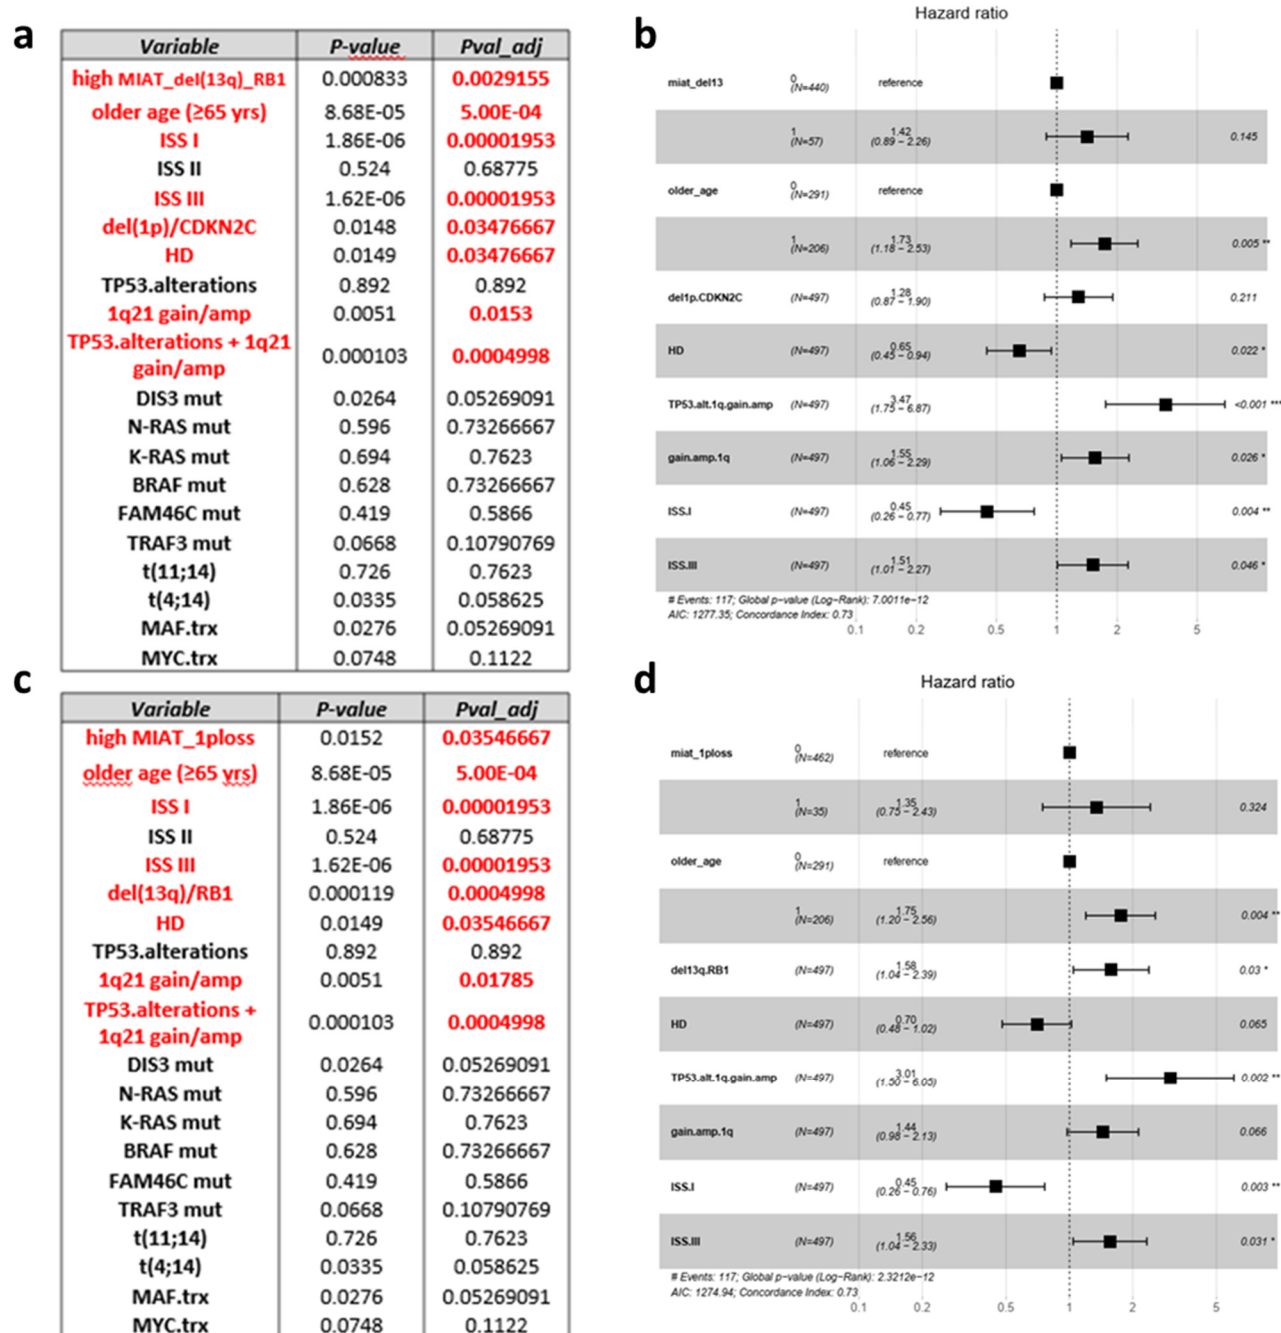 a
Variable P-value Pval_adj
high MIAT_del(13q)_RB1 0.000833 0.0029155
older age (≥65 yrs) 8.68E-05 5.00E-04
ISS I 1.86E-06 0.00001953
ISS II 0.524 0.68775
ISS III 1.62E-06 0.00001953
del(1p)/CDKN2C 0.0148 0.03476667
HD 0.0149 0.03476667
TP53.alterations 0.892 0.892
1q21 gain/amp 0.0051 0.0153
TP53.alterations + 1q21
gain/amp 0.000103 0.0004998
DIS3 mut 0.0264 0.05269091
N-RAS mut 0.596 0.73266667
K-RAS mut 0.694 0.7623
BRAF mut 0.628 0.73266667
FAM46C mut 0.419 0.5866
TRAF3 mut 0.0668 0.10790769
t(11;14) 0.726 0.7623
t(4;14) 0.0335 0.058625
MAF.trx 0.0276 0.05269091
MYC.trx 0.0748 0.1122
b
Hazard ratio
miat_del13 0 reference
(N=440)
1 1.42
(N=57) (0.89 − 2.26) 0.145
older_age 0 reference
(N=291)
1 1.73
(N=206) (1.18 − 2.53) 0.005 **
del1p.CDKN2C (N=497) 1.28
(0.87 − 1.90) 0.211
HD (N=497) 0.65
(0.45 − 0.94) 0.022 *
TP53.alt.1q.gain.amp (N=497) 3.47
(1.75 − 6.87) <0.001 ***
gain.amp.1q (N=497) 1.55
(1.06 − 2.29) 0.026 *
ISS.I (N=497) 0.45
(0.26 − 0.77) 0.004 **
ISS.III (N=497) 1.51
(1.01 − 2.27) 0.046 *
# Events: 117; Global p−value (Log−Rank): 7.0011e−12
AIC: 1277.35; Concordance Index: 0.73
0.1 0.2 0.5 1 2 5
c
Variable P-value Pval_adj
high MIAT_1ploss 0.0152 0.03546667
older age (≥65 yrs) 8.68E-05 5.00E-04
ISS I 1.86E-06 0.00001953
ISS II 0.524 0.68775
ISS III 1.62E-06 0.00001953
del(13q)/RB1 0.000119 0.0004998
HD 0.0149 0.03546667
TP53.alterations 0.892 0.892
1q21 gain/amp 0.0051 0.01785
TP53.alterations +
1q21 gain/amp 0.000103 0.0004998
DIS3 mut 0.0264 0.05269091
N-RAS mut 0.596 0.73266667
K-RAS mut 0.694 0.7623
BRAF mut 0.628 0.73266667
FAM46C mut 0.419 0.5866
TRAF3 mut 0.0668 0.10790769
t(11;14) 0.726 0.7623
t(4;14) 0.0335 0.058625
MAF.trx 0.0276 0.05269091
MYC.trx 0.0748 0.1122
d
Hazard ratio
miat_1ploss 0 reference
(N=462)
1 1.35
(N=35) (0.75 − 2.43) 0.324
older_age 0 reference
(N=291)
1 1.75
(N=206) (1.20 − 2.56) 0.004 **
del13q.RB1 (N=497) 1.58
(1.04 − 2.39) 0.03 *
HD (N=497) 0.70
(0.48 − 1.02) 0.065
TP53.alt.1q.gain.amp (N=497) 3.01
(1.50 − 6.05) 0.002 **
gain.amp.1q (N=497) 1.44
(0.98 − 2.13) 0.066
ISS.I (N=497) 0.45
(0.26 − 0.76) 0.003 **
ISS.III (N=497) 1.56
(1.04 − 2.33) 0.031 *
# Events: 117; Global p−value (Log−Rank): 2.3212e−12
AIC: 1274.94; Concordance Index: 0.73
0.1 0.2 0.5 1 2 5